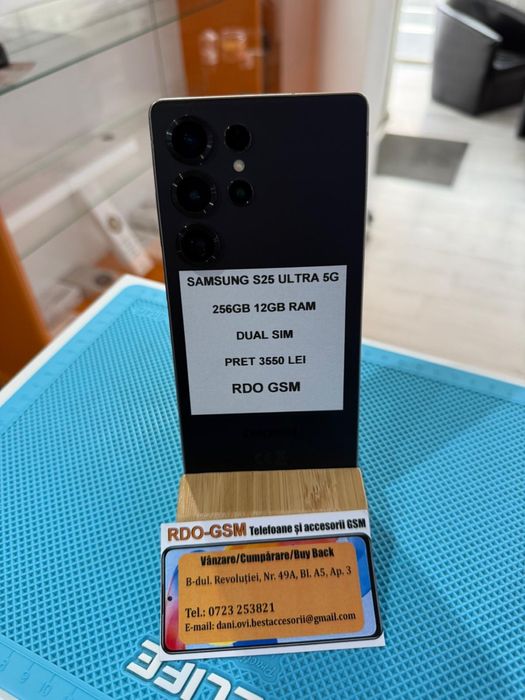 SAMSUNG S25 ULTRA 5G
256GB 12GB RAM
DUAL SIM
PRET 3550 LEI
RDO GSM
RDO-GSM Telefoane și accesorii GSM
Vânzare/Cumpărare/Buy Back
B-dul. Revoluției, Nr. 49A, Bl. A5, Ap. 3
Tel.: 0723 253821
E-mail: dani.ovi.bestaccesorii@gmail.com